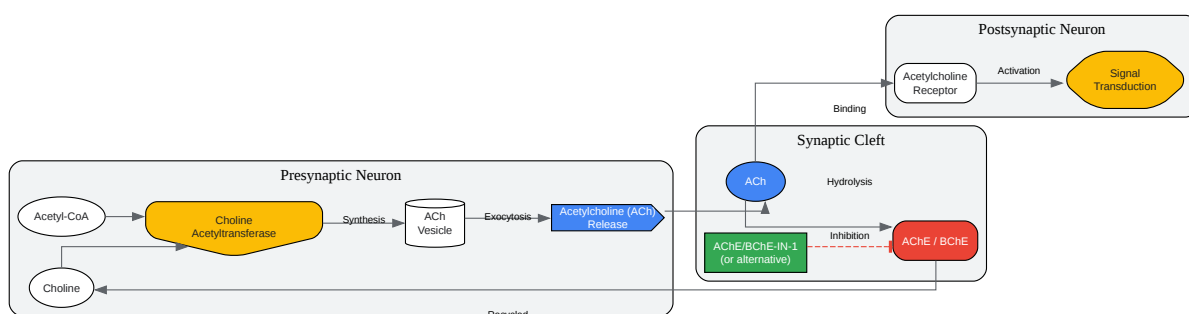 Postsynaptic Neuron
Acetylcholine
Receptor
Activation
Signal
Transduction
Binding
Synaptic Cleft
ACh
Hydrolysis
Presynaptic Neuron
Acetyl-CoA
Choline
Acetyltransferase
Synthesis
ACh
Vesicle
Exocytosis
Acetylcholine (ACh)
Release
AChE/BChE-IN-1
(or alternative)
Inhibition
AChE / BChE
Choline
Recycled